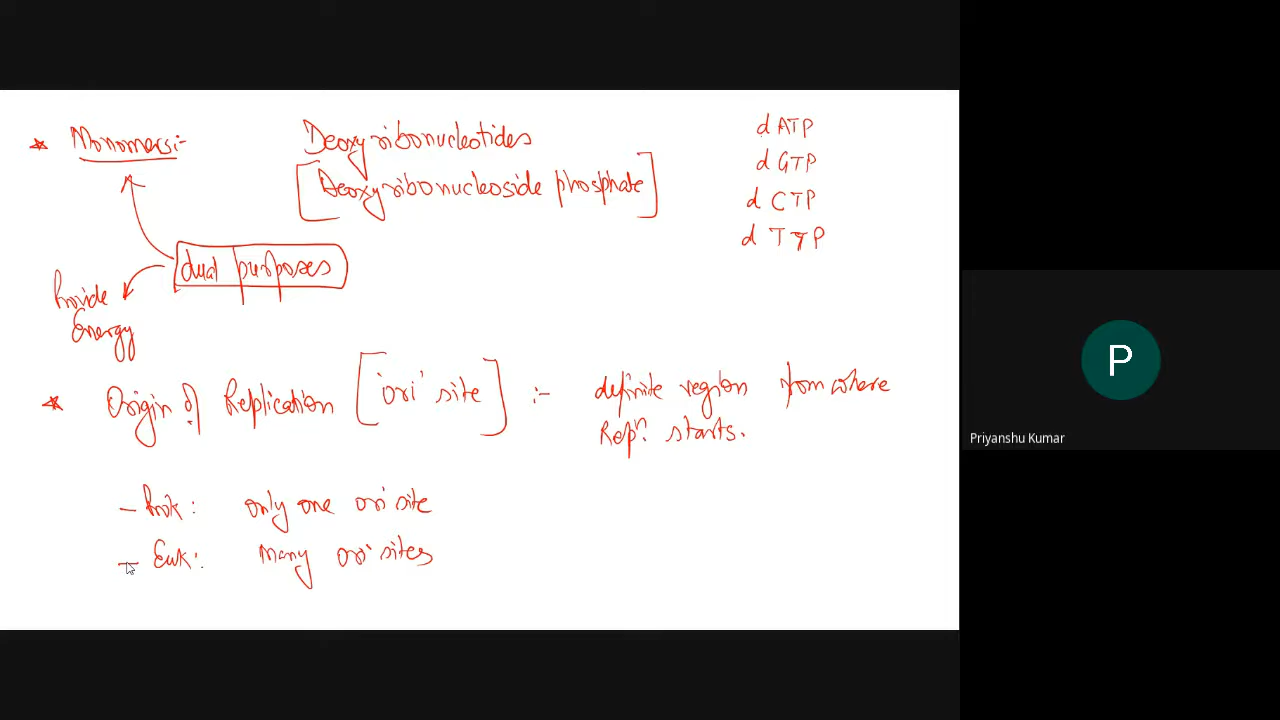 * Monomers:-
Deoxyribonucleotides
[Deoxyribonucleoside phosphate]
dATP
dGTP
dCTP
dTTP
dual purposes
Provide
Energy
* Origin of Replication ['ori' site] :-
definite region from where
Repn. starts.
- Prok: only one ori site
- Euk: Many ori sites
P
Priyanshu Kumar